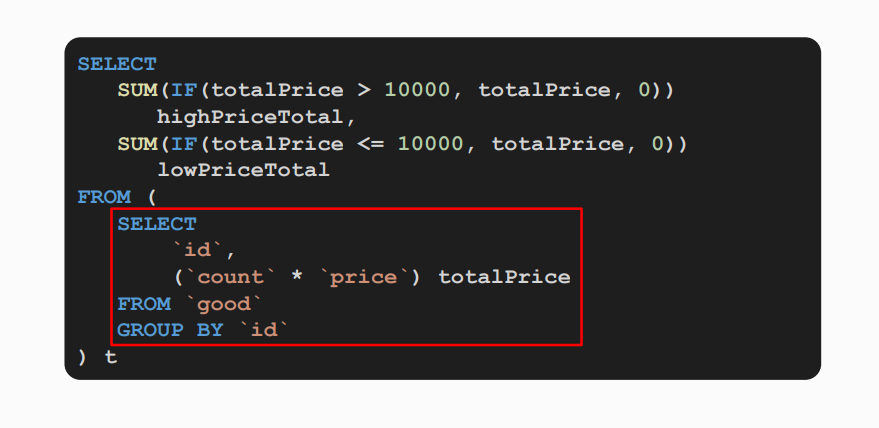 SELECT
SUM(IF(totalPrice > 10000, totalPrice, 0))
highPriceTotal,
SUM(IF(totalPrice <= 10000, totalPrice, 0))
lowPriceTotal
FROM (
SELECT
`id`,
(`count` * `price`) totalPrice
FROM `good`
GROUP BY `id`
) t